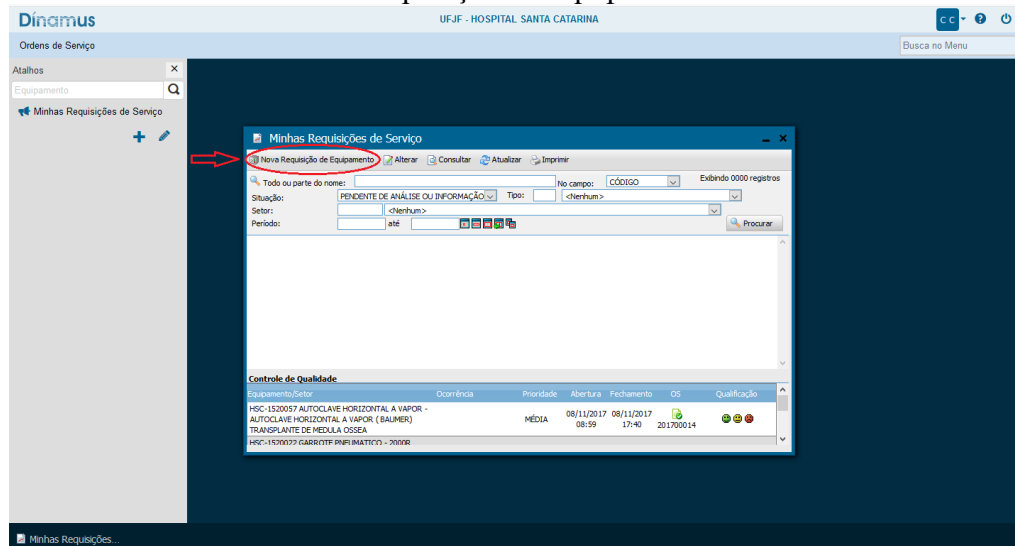 Dínamus
UFJF - HOSPITAL SANTA CATARINA
CC
Ordens de Serviço
Busca no Menu
Atalhos
Equipamento
Minhas Requisições de Serviço
Minhas Requisições de Serviço
Nova Requisição de Equipamento Alterar Consultar Atualizar Imprimir
Todo ou parte do nome: No campo: CÓDIGO Exibindo 0000 registros
Situação: PENDENTE DE ANÁLISE OU INFORMAÇÃO Tipo: <Nenhum>
Setor: <Nenhum>
Período: até Procurar
Controle de Qualidade
Equipamento/Setor Ocorrência Prioridade Abertura Fechamento OS Qualificação
HSC-1520057 AUTOCLAVE HORIZONTAL A VAPOR -
AUTOCLAVE HORIZONTAL A VAPOR ( BAUMER)
TRANSPLANTE DE MEDULA OSSEA
MÉDIA
08/11/2017 08/11/2017
08:59 17:40 201700014
HSC-1520022 GARROTE PNEUMATICO - 2000R
Minhas Requisições...